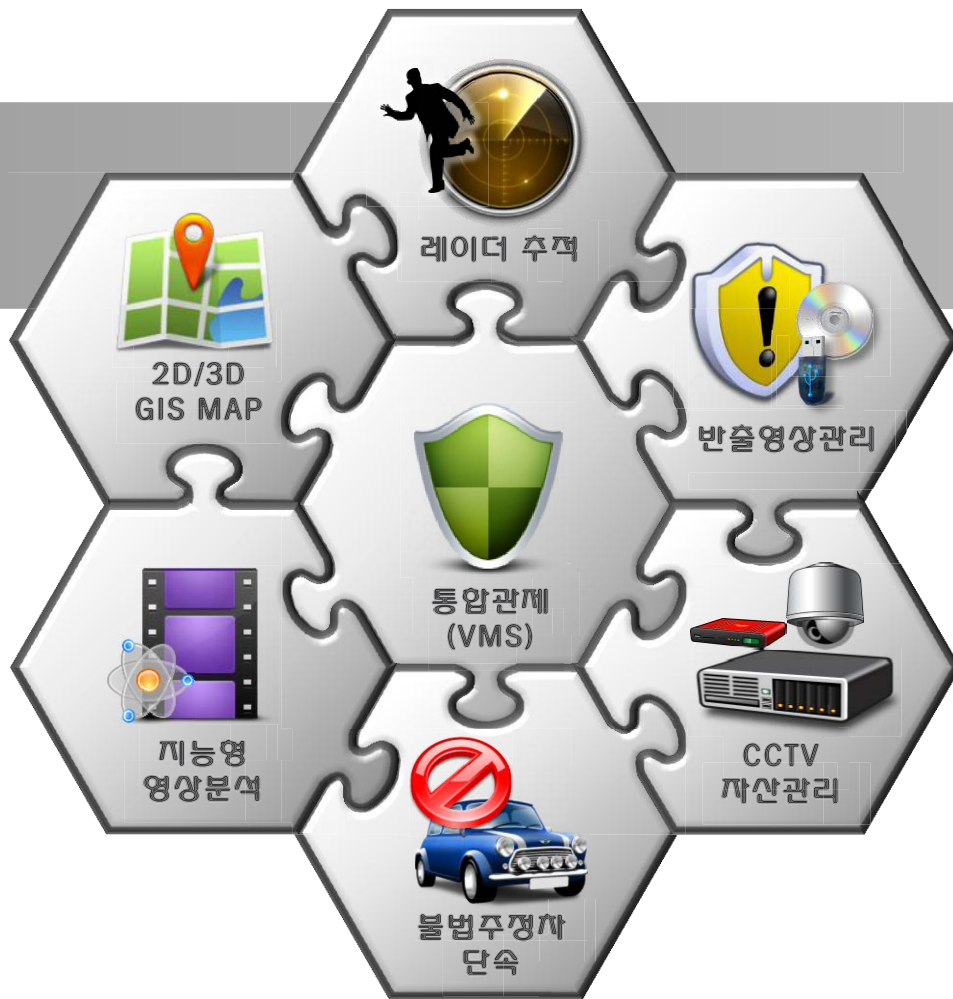 레이더 추적
2D/3D
GIS MAP
반출영상관리
통합관제
(VMS)
지능형
영상분석
CCTV
자산관리
불법주정차
단속